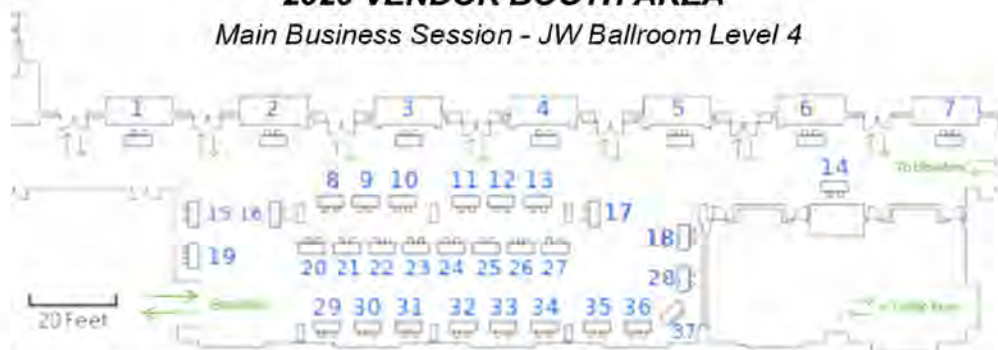 2020 VENDOR BOOTH AREA
Main Business Session - JW Ballroom Level 4
1 2 3 4 5 6 7
To Elevators
14
8 9 10 11 12 13
15 16 17
18
19
20 21 22 23 24 25 26 27
28
29 30 31 32 33 34 35 36
37
20 Feet